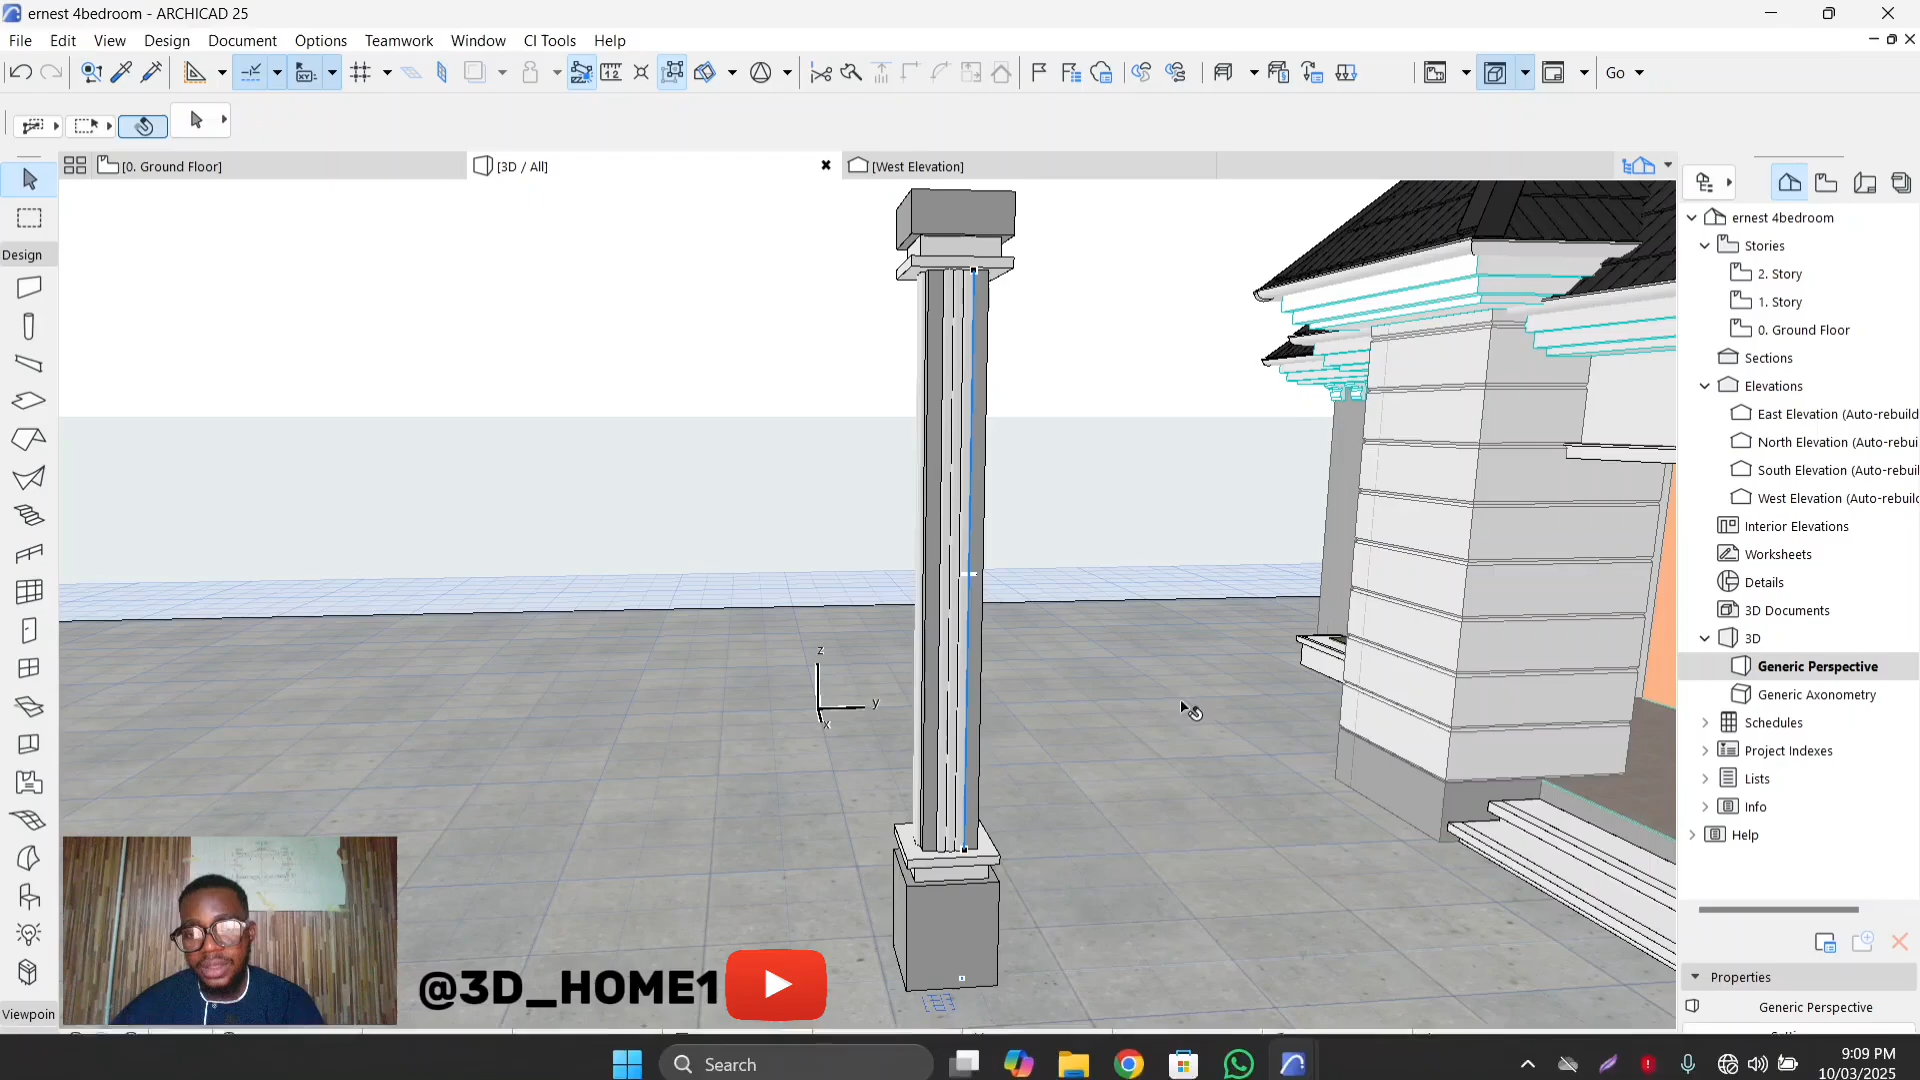 ernest 4bedroom - ARCHICAD 25
File Edit View Design Document Options Teamwork Window CI Tools Help
Go
[0. Ground Floor]
[3D / All]
[West Elevation]
Design
Viewpoin
ernest 4bedroom
Stories
2. Story
1. Story
0. Ground Floor
Sections
Elevations
East Elevation (Auto-rebuild
North Elevation (Auto-rebui
South Elevation (Auto-rebuil
West Elevation (Auto-rebuild
Interior Elevations
Worksheets
Details
3D Documents
3D
Generic Perspective
Generic Axonometry
Schedules
Project Indexes
Lists
Info
Help
Properties
Generic Perspective
z
y
x
@3D_HOME1
Search
9:09 PM
10/03/2025